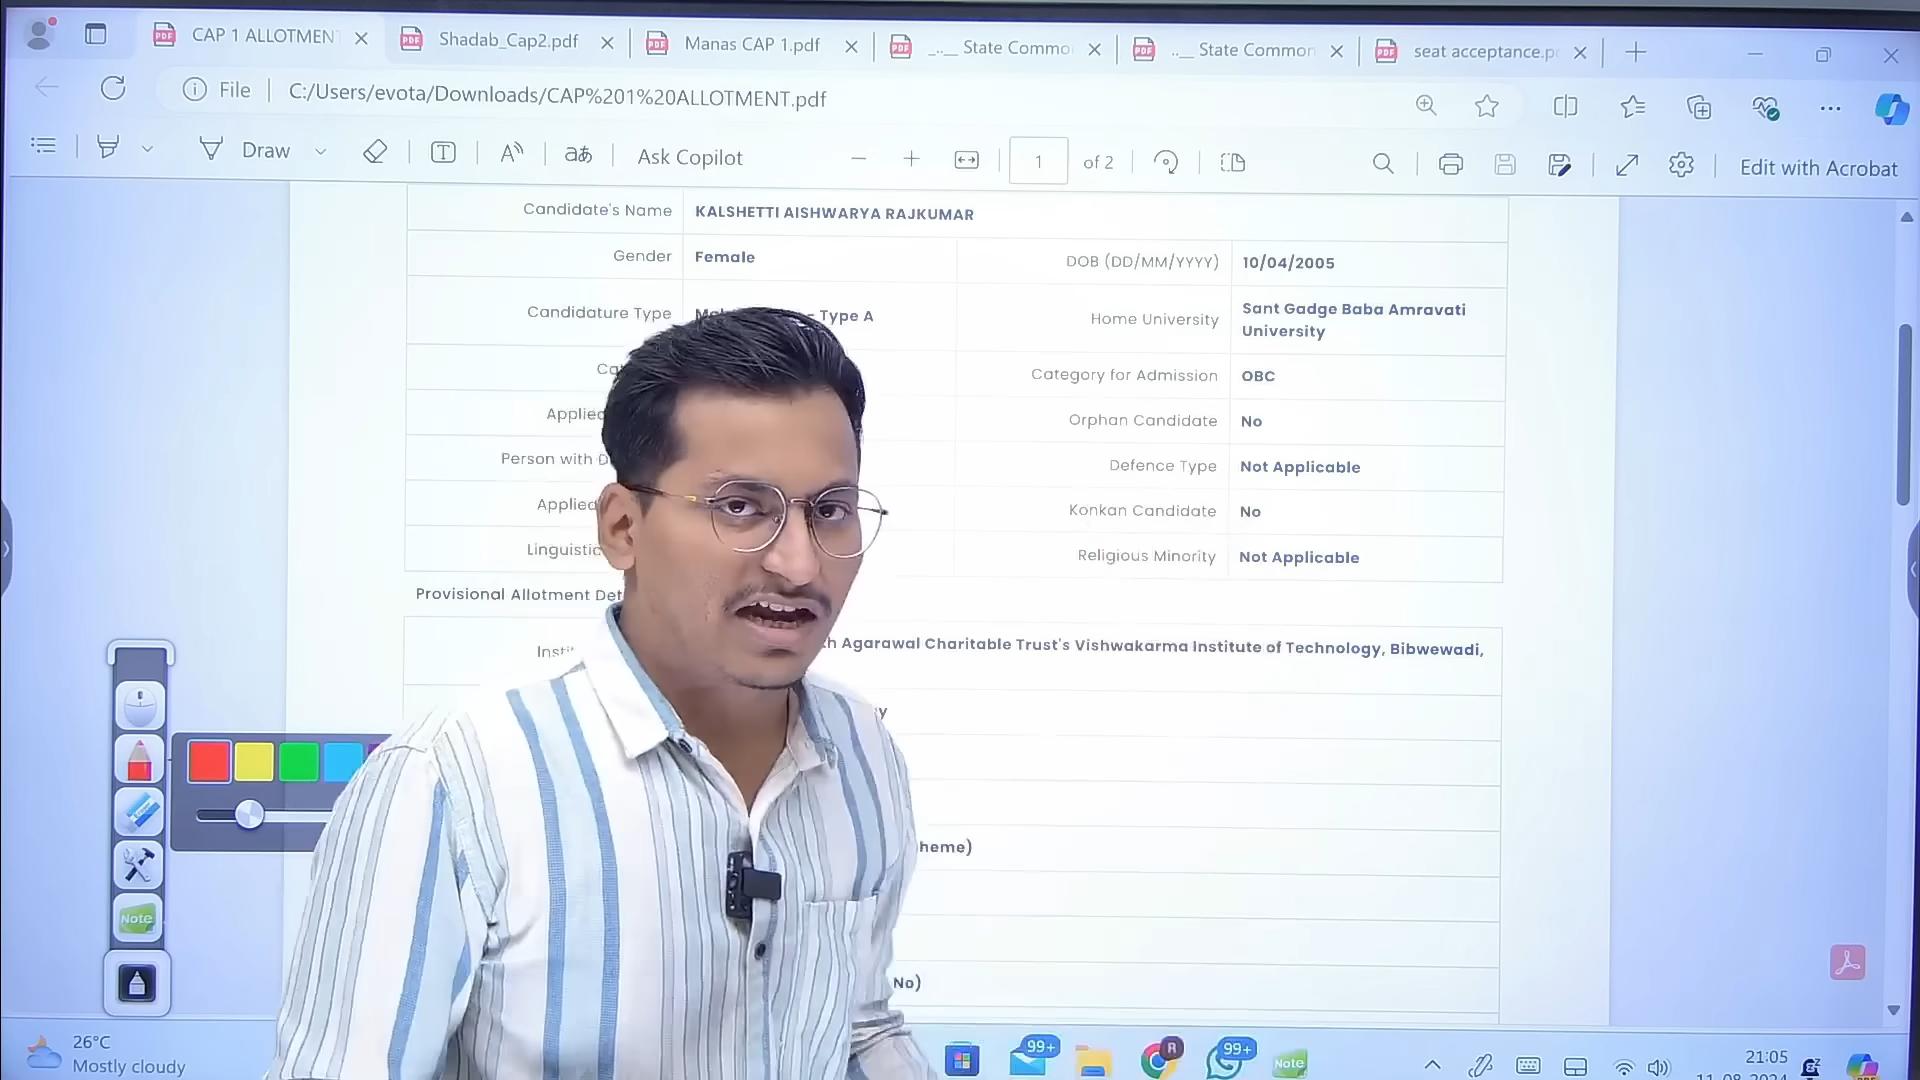 CAP 1 ALLOTMEN
Shadab_Cap2.pdf
Manas CAP 1.pdf
_.._ State Commo
.._ State Common
seat acceptance.p
File
C:/Users/evota/Downloads/CAP%201%20ALLOTMENT.pdf
Draw
Ask Copilot
1 of 2
Edit with Acrobat
Candidate's Name KALSHETTI AISHWARYA RAJKUMAR
Gender Female DOB (DD/MM/YYYY) 10/04/2005
Candidature Type - Type A Home University Sant Gadge Baba Amravati
University
Category for Admission OBC
Applied Orphan Candidate No
Person with D Defence Type Not Applicable
Applied Konkan Candidate No
Linguistic Religious Minority Not Applicable
Provisional Allotment Det
Insti h Agarawal Charitable Trust's Vishwakarma Institute of Technology, Bibwewadi,
y
heme)
Note
No)
26°C
Mostly cloudy
99+
R
99+
Note
21:05